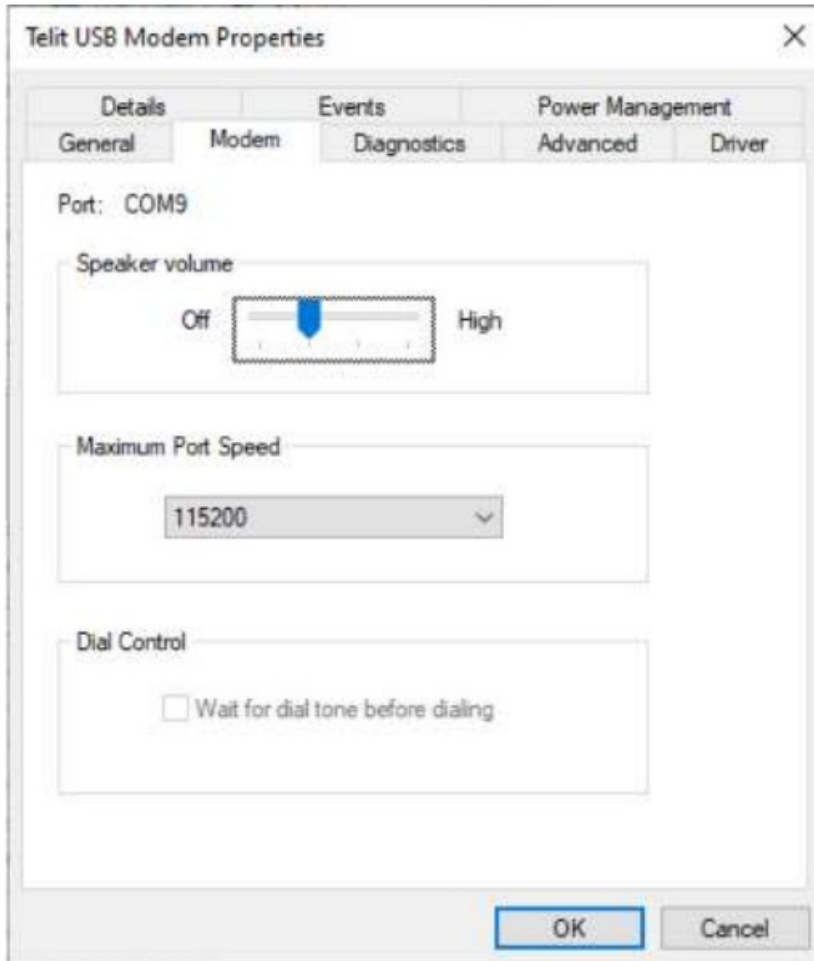 Telit USB Modem Properties
Details Events Power Management
General Modem Diagnostics Advanced Driver
Port: COM9
Speaker volume
Off High
Maximum Port Speed
115200
Dial Control
Wait for dial tone before dialing
OK Cancel